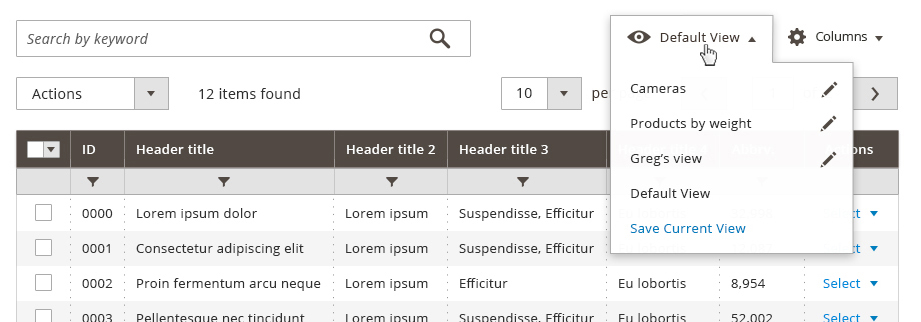 Search by keyword
Default View
Columns
Actions
12 items found
10
pe
Cameras
Products by weight
Greg's view
Default View
Save Current View
ID
Header title
Header title 2
Header title 3
0000
Lorem ipsum dolor
Lorem ipsum
Suspendisse, Efficitur
0001
Consectetur adipiscing elit
Lorem ipsum
Suspendisse, Efficitur
0002
Proin fermentum arcu neque
Lorem ipsum
Efficitur
Eu lobortis
8,954
Select
0003
Pellentesque nec tincidunt
Lorem ipsum
Suspendisse, Efficitur
Eu lobortis
52,002
Select